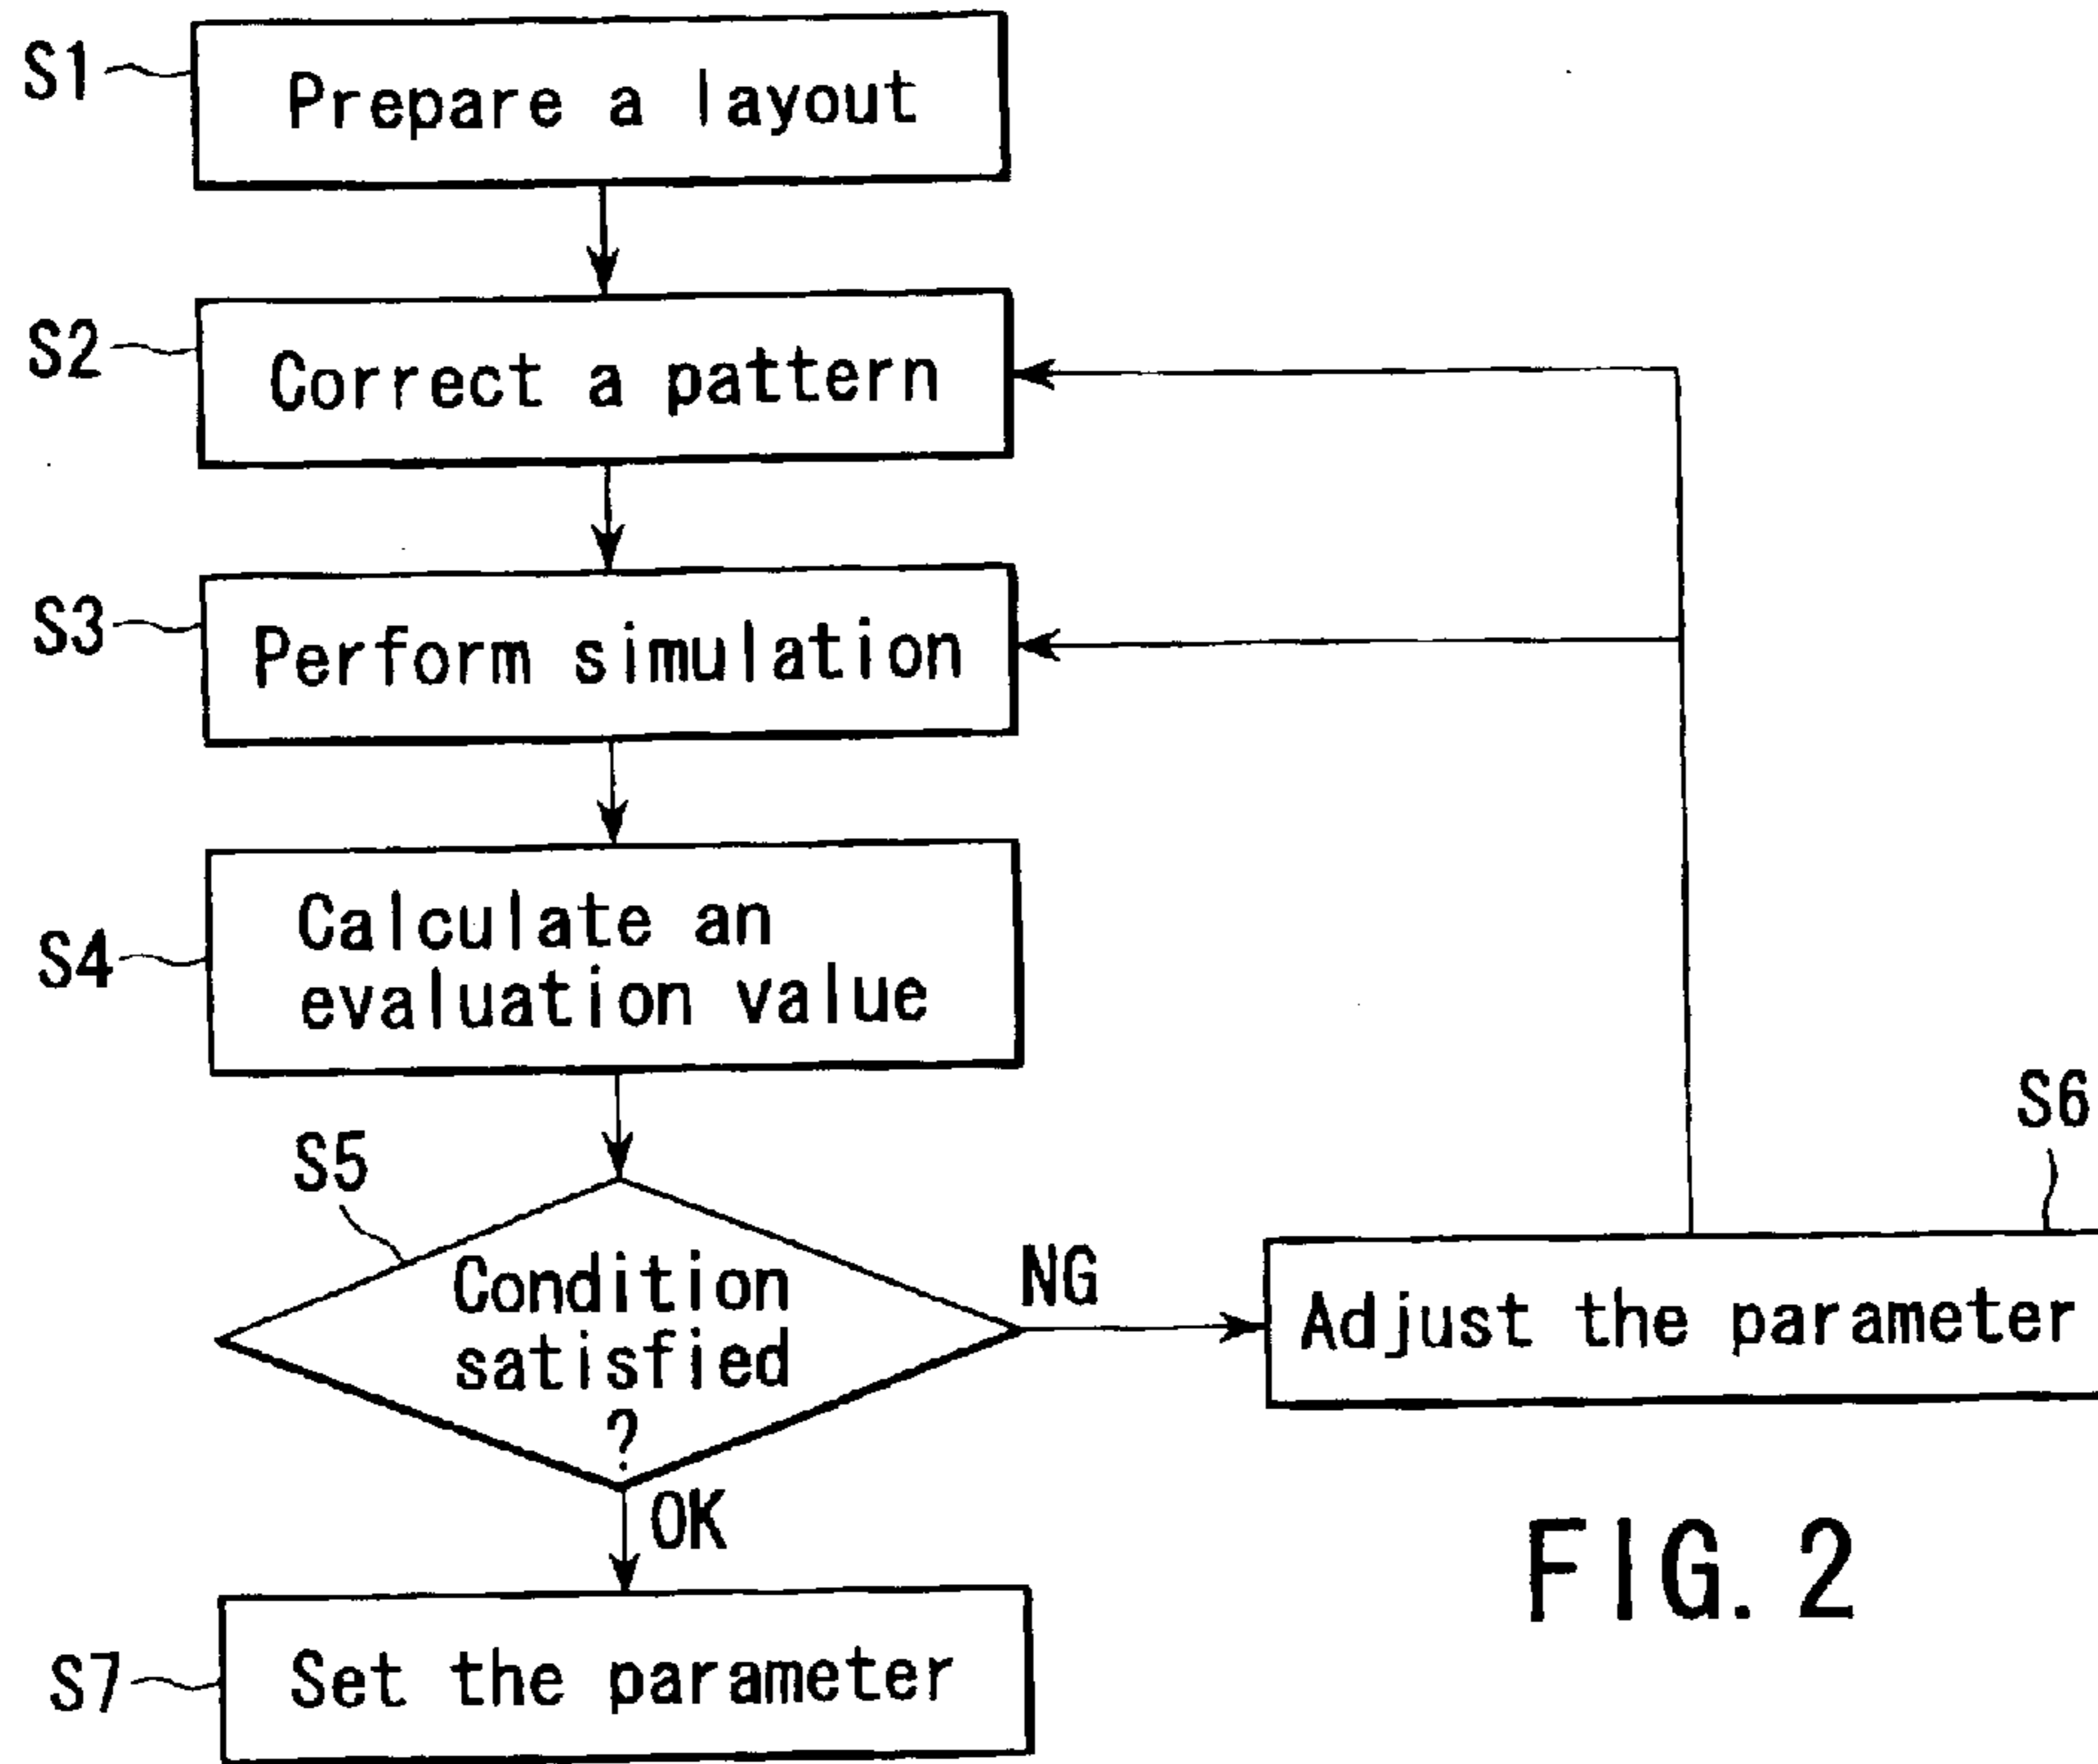 S1
Prepare a layout
S2
Correct a pattern
S3
Perform simulation
S4
Calculate an
evaluation value
S5
Condition
satisfied
?
NG
S6
Adjust the parameter
OK
S7
Set the parameter
FIG. 2